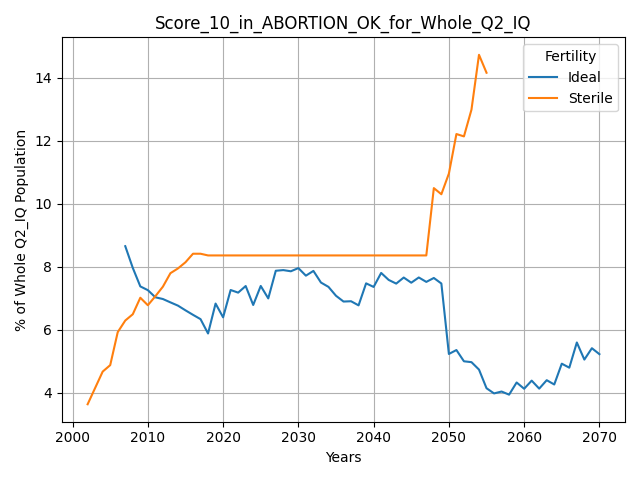 Score_10_in_ABORTION_OK_for_Whole_Q2_IQ
% of Whole Q2_IQ Population
14
12
10
8
6
4
Fertility
Ideal
Sterile
2000 2010 2020 2030 2040 2050 2060 2070
Years